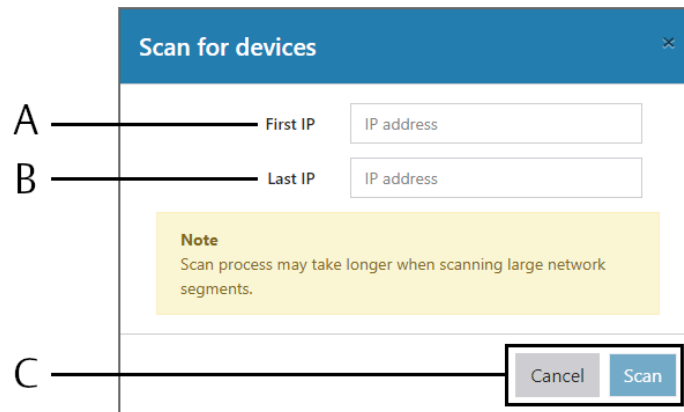 Scan for devices ×
A First IP IP address
B Last IP IP address
Note
Scan process may take longer when scanning large network
segments.
C Cancel Scan